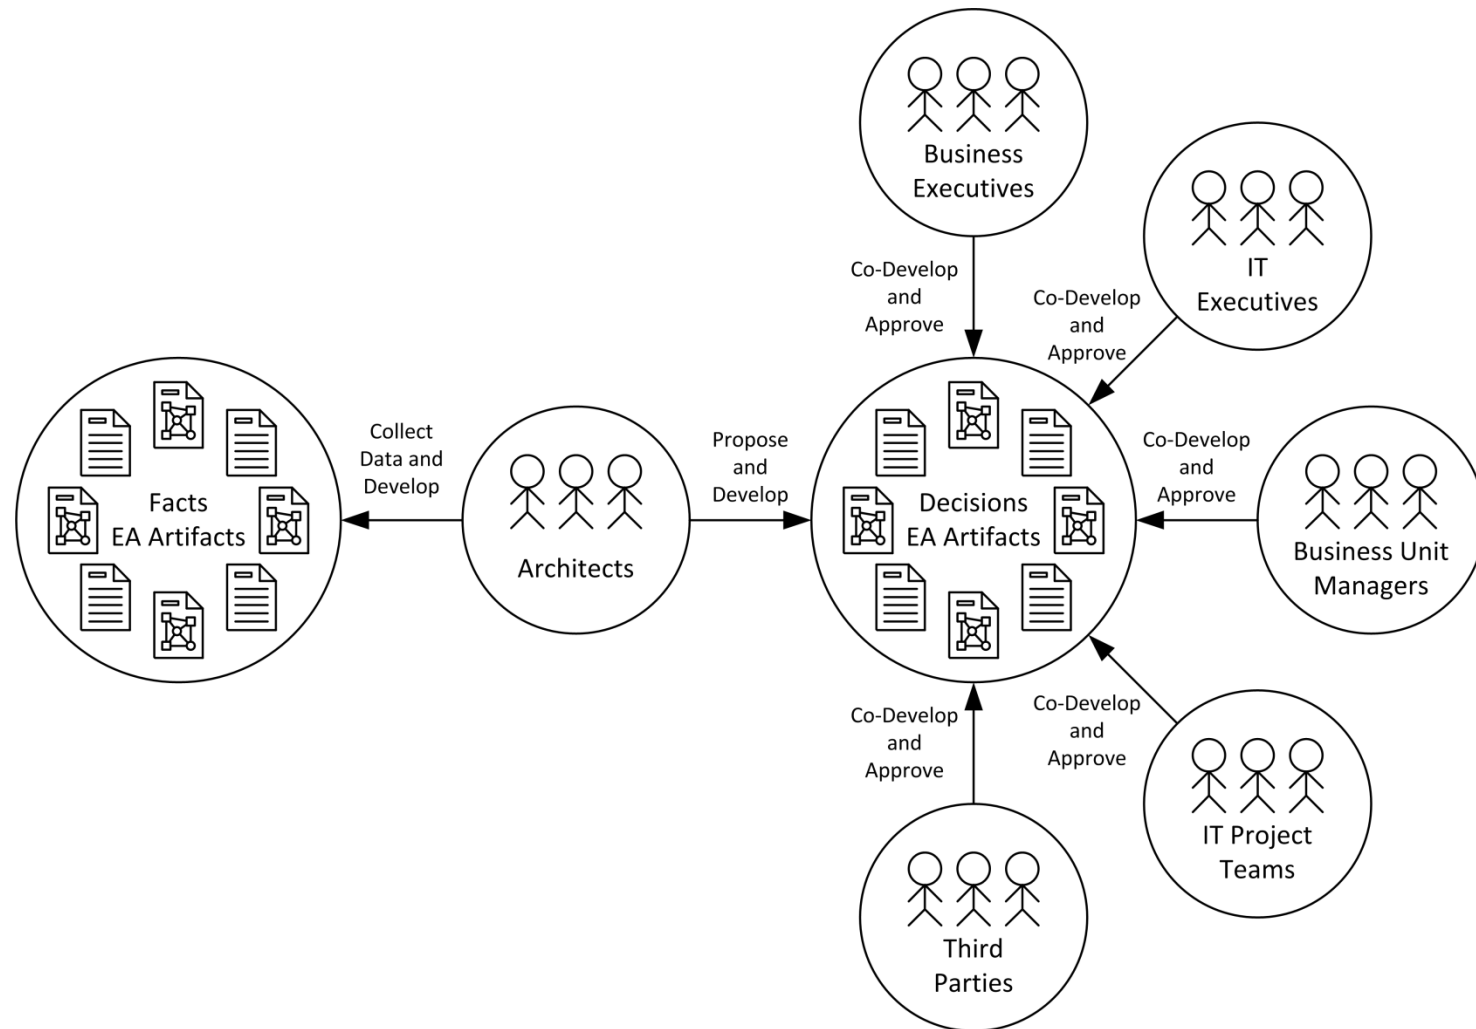 Business
Executives
Co-Develop
and
Approve
IT
Executives
Co-Develop
and
Approve
Facts
EA Artifacts
Collect
Data and
Develop
Architects
Propose
and
Develop
Decisions
EA Artifacts
Co-Develop
and
Approve
Business Unit
Managers
Co-Develop
and
Approve
IT Project
Teams
Co-Develop
and
Approve
Third
Parties